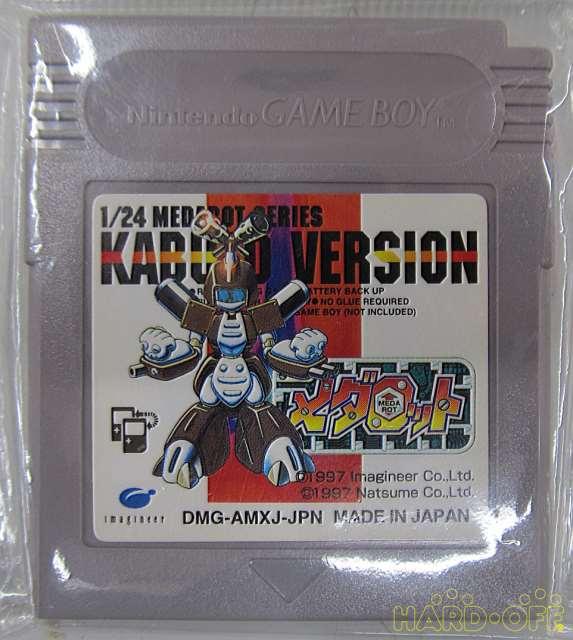 Nintendo GAME BOY TM
1/24 MEDAROT SERIES
VERSION
BATTERY BACK UP
NO GLUE REQUIRED
GAME BOY (NOT INCLUDED)
メダロット
MEDA
ROT
©1997 Imagineer Co.,Ltd.
©1997 Natsume Co.,Ltd.
imagineer
DMG-AMXJ-JPN MADE IN JAPAN
HARD·OFF